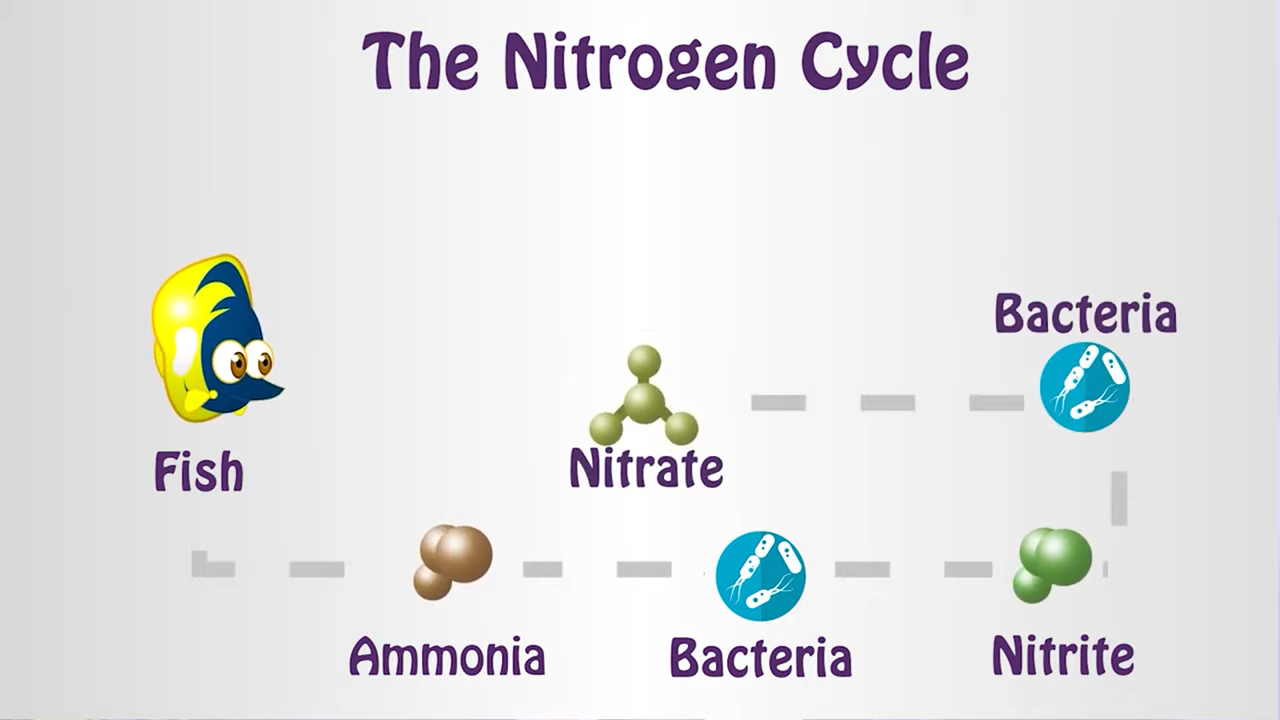 The Nitrogen Cycle
Bacteria
Nitrate
Fish
Ammonia
Bacteria
Nitrite